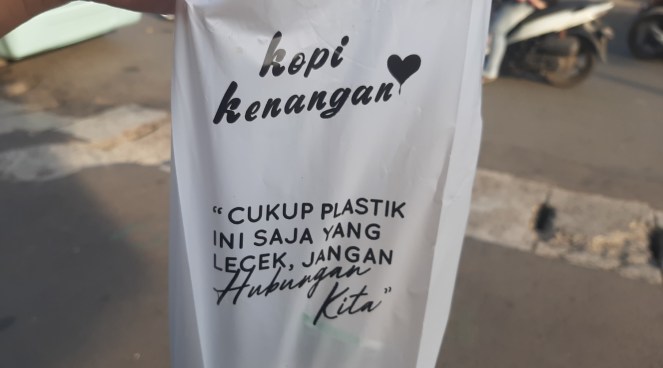 kopi
kenangan
“CUKUP PLASTIK
INI SAJA YANG
LECEK, JANGAN
Hubungan
Kita”